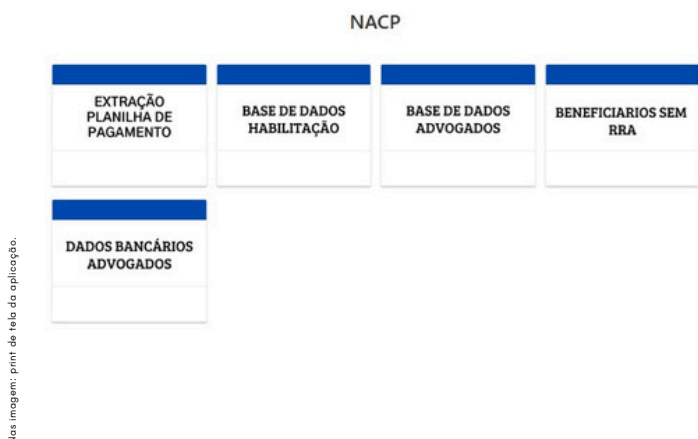 NACP
EXTRAÇÃO
PLANILHA DE
PAGAMENTO
BASE DE DADOS
HABILITAÇÃO
BASE DE DADOS
ADVOGADOS
BENEFICIARIOS SEM
RRA
DADOS BANCÁRIOS
ADVOGADOS
Nas imagem: print de tela da aplicação.